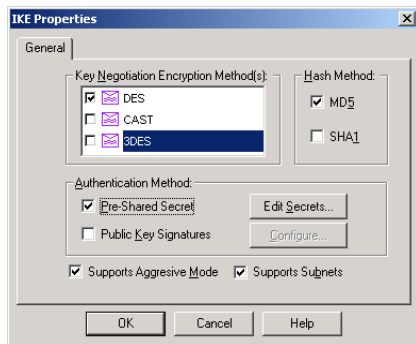 IKE Properties
General
Key Negotiation Encryption Method(s):
Hash Method:
DES
CAST
3DES
MD5
SHA1
Authentication Method:
Pre-Shared Secret
Edit Secrets...
Public Key Signatures
Configure...
Supports Aggresive Mode
Supports Subnets
OK
Cancel
Help